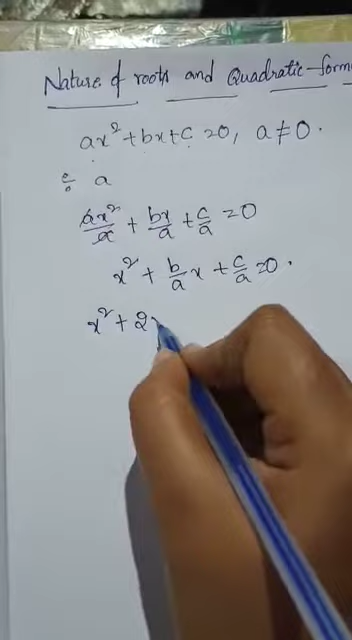 Nature of roots and Quadratic-form
ax² + bx + c = 0, a ≠ 0.
÷ a
ax²/a + bx/a + c/a = 0
x² + b/a x + c/a = 0.
x² + 2